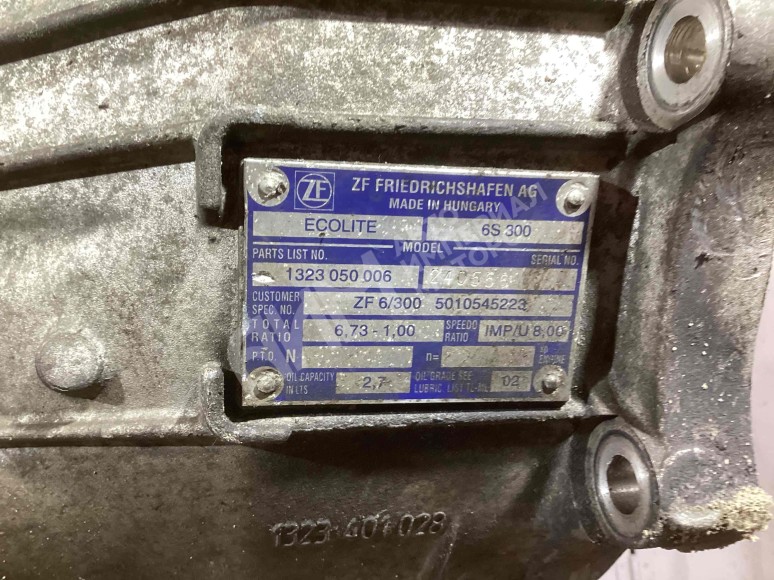 ZF ZF FRIEDRICHSHAFEN AG
MADE IN HUNGARY
ECOLITE 6S 300
MODEL
PARTS LIST NO. SERIAL NO.
1323 050 006
CUSTOMER SPEC. NO. ZF 6/300 5010545223
TOTAL RATIO 6,73 - 1,00 SPEEDO RATIO IMP/U 8,00
P.T.O. N n=
OIL CAPACITY IN LTS 2,7 OIL GRADE SEE LUBRIC. LIST TE-ML 02
1323 401 028